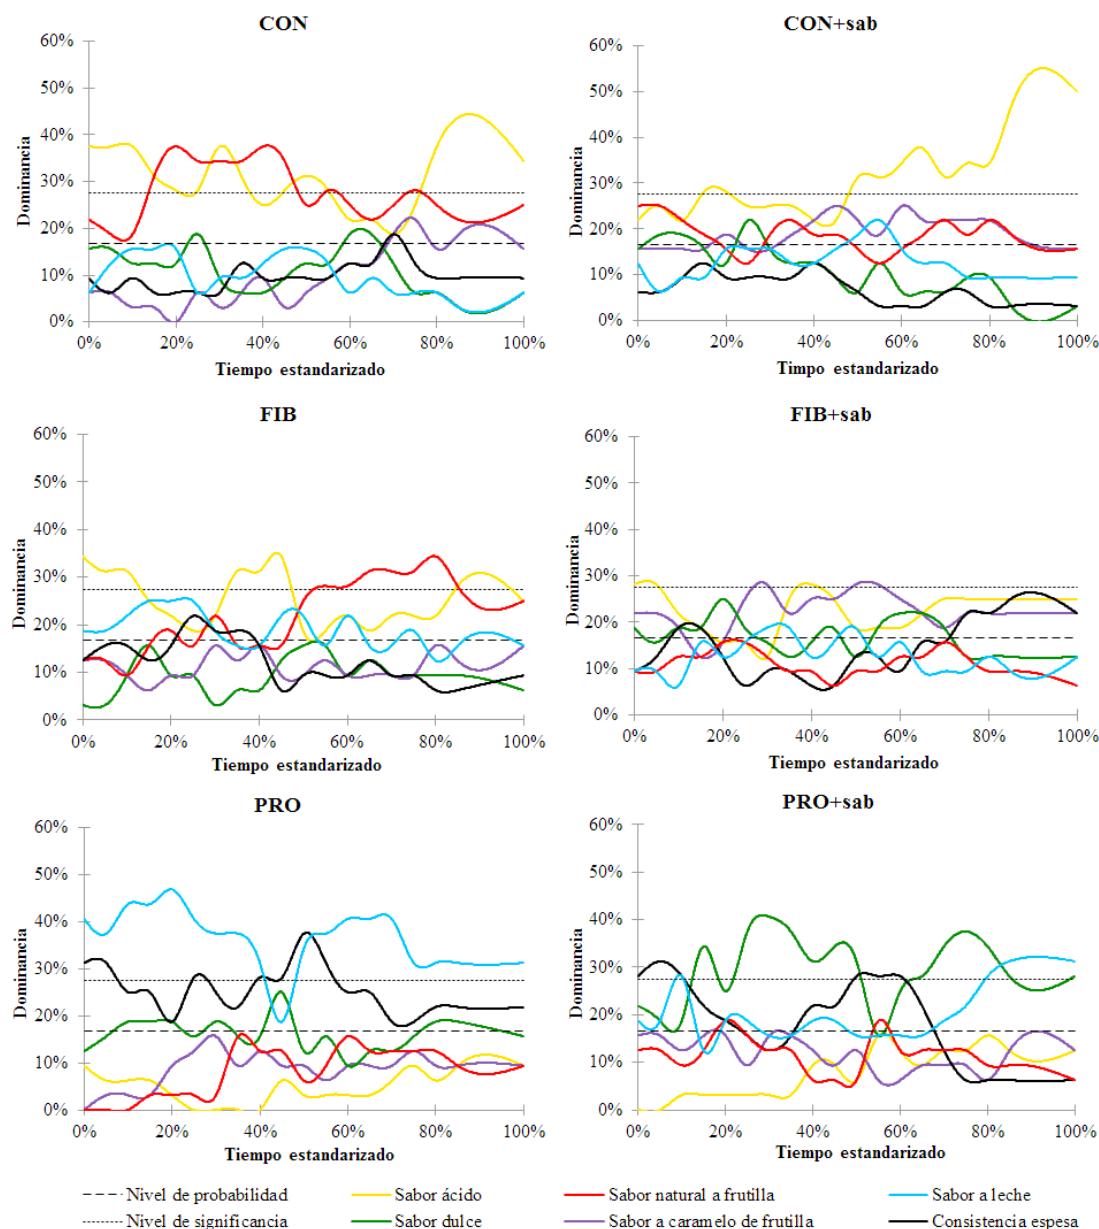 CON
60%
50%
40%
30%
20%
10%
0%
Dominancia
0% 20% 40% 60% 80% 100%
Tiempo estandarizado
CON+sab
60%
50%
40%
30%
20%
10%
0%
Dominancia
0% 20% 40% 60% 80% 100%
Timpo estandarizado
FIB
60%
50%
40%
30%
20%
10%
0%
Dominancia
0% 20% 40% 60% 80% 100%
Tiempo estandarizado
FIB+sab
60%
50%
40%
30%
20%
10%
0%
Dominancia
0% 20% 40% 60% 80% 100%
Tiempo estandarizado
PRO
60%
50%
40%
30%
20%
10%
0%
Dominancia
0% 20% 40% 60% 80% 100%
Tiempo estandarizado
PRO+sab
60%
50%
40%
30%
20%
10%
0%
Dominancia
0% 20% 40% 60% 80% 100%
Tiempo estandarizado
Nivel de probabilidad Sabor ácido Sabor natural a frutilla Sabor a leche
Nivel de significancia Sabor dulce Sabor a caramelo de frutilla Consistencia espesa